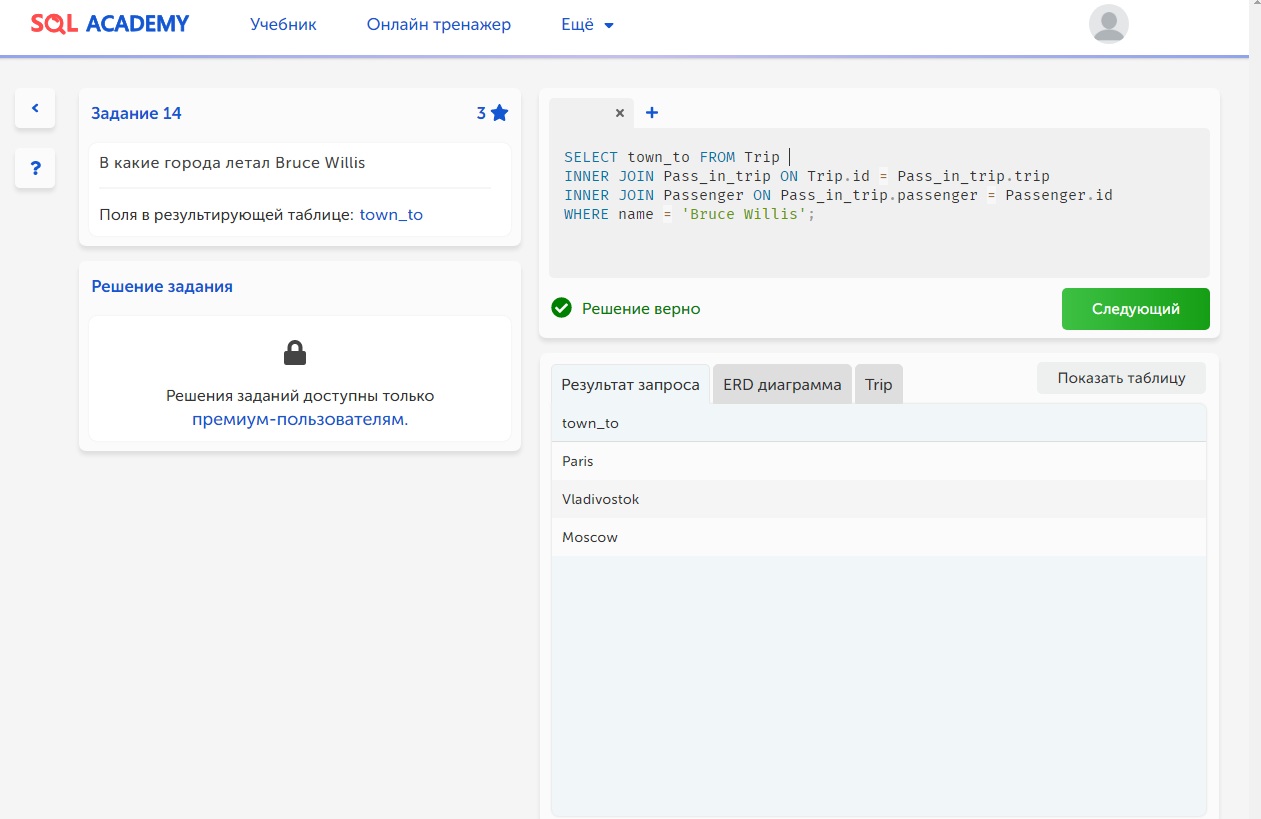 SQL ACADEMY
Учебник
Онлайн тренажер
Ещё
Задание 14
3
В какие города летал Bruce Willis
Поля в результирующей таблице: town_to
Решение задания
Решения заданий доступны только
премиум-пользователям.
×
+
SELECT town_to FROM Trip
INNER JOIN Pass_in_trip ON Trip.id = Pass_in_trip.trip
INNER JOIN Passenger ON Pass_in_trip.passenger = Passenger.id
WHERE name = 'Bruce Willis';
Решение верно
Следующий
Результат запроса
ERD диаграмма
Trip
Показать таблицу
town_to
Paris
Vladivostok
Moscow
<
?